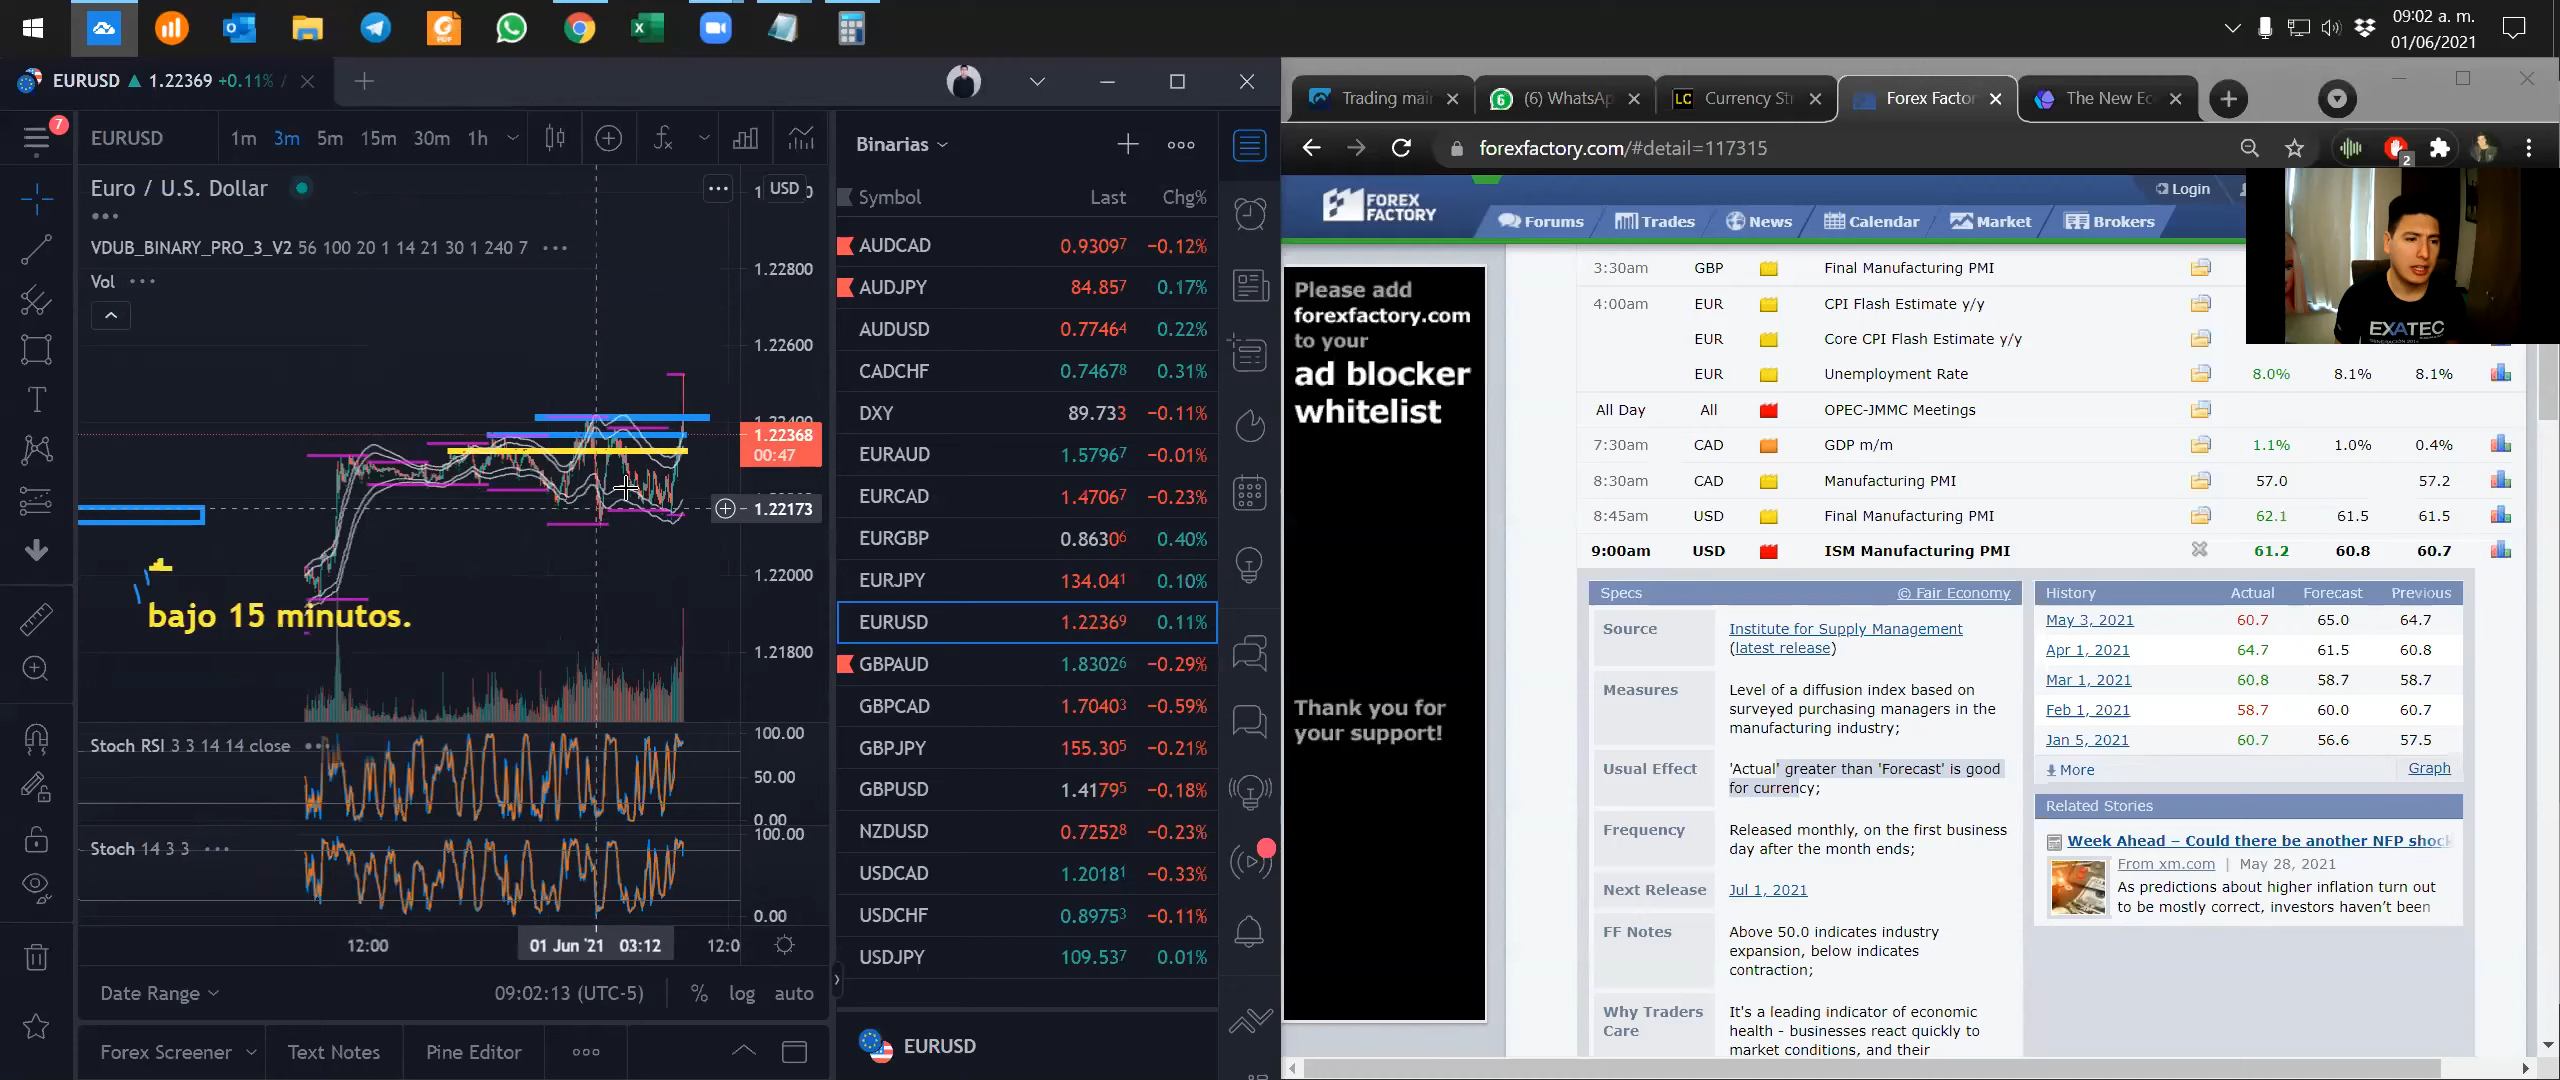 09:02 a. m.
01/06/2021
EURUSD ▲ 1.22369 +0.11% /
7
EURUSD 1m 3m 5m 15m 30m 1h
Euro / U.S. Dollar
USD
VDUB_BINARY_PRO_3_V2 56 100 20 1 14 21 30 1 240 7
Vol
1.22800
1.22600
1.22400
1.22368
00:47
1.22173
1.22000
1.21800
bajo 15 minutos.
Stoch RSI 3 3 14 14 close
100.00
50.00
0.00
Stoch 14 3 3
100.00
0.00
12:00
01 Jun '21 03:12
12:0
Date Range
09:02:13 (UTC-5)
% log auto
Forex Screener Text Notes Pine Editor
Binarias
Symbol Last Chg%
AUDCAD 0.93097 −0.12%
AUDJPY 84.857 0.17%
AUDUSD 0.77464 0.22%
CADCHF 0.74678 0.31%
DXY 89.733 −0.11%
EURAUD 1.57967 −0.01%
EURCAD 1.47067 −0.23%
EURGBP 0.86306 0.40%
EURJPY 134.041 0.10%
EURUSD 1.22369 0.11%
GBPAUD 1.83026 −0.29%
GBPCAD 1.70403 −0.59%
GBPJPY 155.305 −0.21%
GBPUSD 1.41795 −0.18%
NZDUSD 0.72528 −0.23%
USDCAD 1.20181 −0.33%
USDCHF 0.89753 −0.11%
USDJPY 109.537 0.01%
EURUSD
Trading mai
(6) WhatsAp
LC Currency St
Forex Factor
The New Ec
forexfactory.com/#detail=117315
2
FOREX
FACTORY
Login
Forums Trades News Calendar Market Brokers
EXATEC
Please add
forexfactory.com
to your
ad blocker
whitelist
Thank you for
your support!
3:30am GBP Final Manufacturing PMI
4:00am EUR CPI Flash Estimate y/y
EUR Core CPI Flash Estimate y/y
EUR Unemployment Rate 8.0% 8.1% 8.1%
All Day All OPEC-JMMC Meetings
7:30am CAD GDP m/m 1.1% 1.0% 0.4%
8:30am CAD Manufacturing PMI 57.0 57.2
8:45am USD Final Manufacturing PMI 62.1 61.5 61.5
9:00am USD ISM Manufacturing PMI 61.2 60.8 60.7
Specs © Fair Economy
Source Institute for Supply Management
(latest release)
Measures Level of a diffusion index based on
surveyed purchasing managers in the
manufacturing industry;
Usual Effect 'Actual' greater than 'Forecast' is good
for currency;
Frequency Released monthly, on the first business
day after the month ends;
Next Release Jul 1, 2021
FF Notes Above 50.0 indicates industry
expansion, below indicates
contraction;
Why Traders
Care
It's a leading indicator of economic
health - businesses react quickly to
market conditions, and their
History Actual Forecast Previous
May 3, 2021 60.7 65.0 64.7
Apr 1, 2021 64.7 61.5 60.8
Mar 1, 2021 60.8 58.7 58.7
Feb 1, 2021 58.7 60.0 60.7
Jan 5, 2021 60.7 56.6 57.5
More Graph
Related Stories
Week Ahead – Could there be another NFP shock
From xm.com | May 28, 2021
As predictions about higher inflation turn out
to be mostly correct, investors haven't been